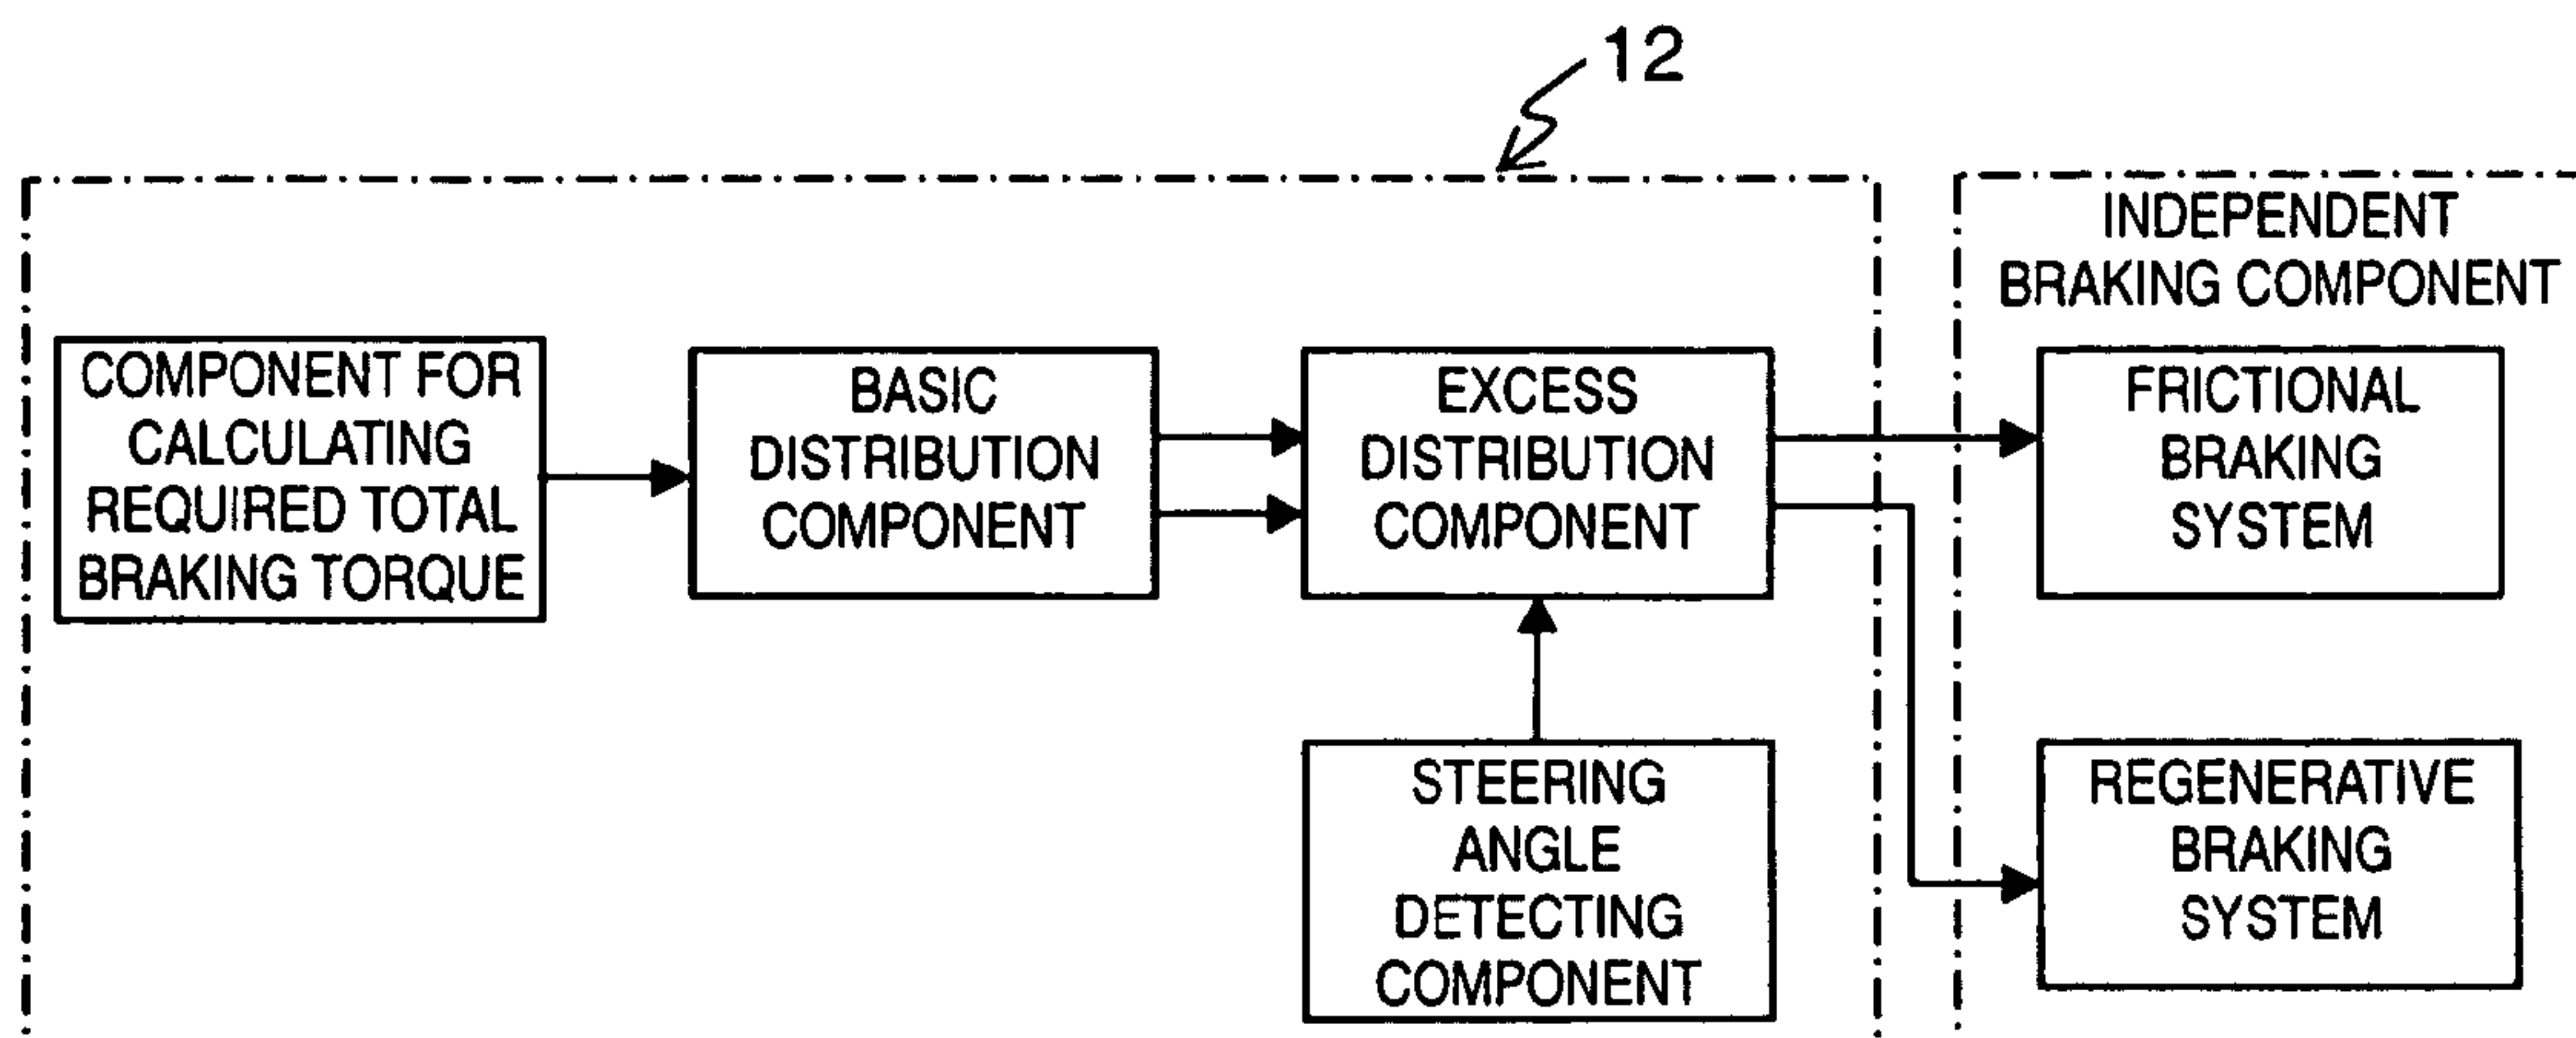 12
INDEPENDENT
BRAKING COMPONENT
COMPONENT FOR
CALCULATING
REQUIRED TOTAL
BRAKING TORQUE
BASIC
DISTRIBUTION
COMPONENT
EXCESS
DISTRIBUTION
COMPONENT
FRICTIONAL
BRAKING
SYSTEM
STEERING
ANGLE
DETECTING
COMPONENT
REGENERATIVE
BRAKING
SYSTEM